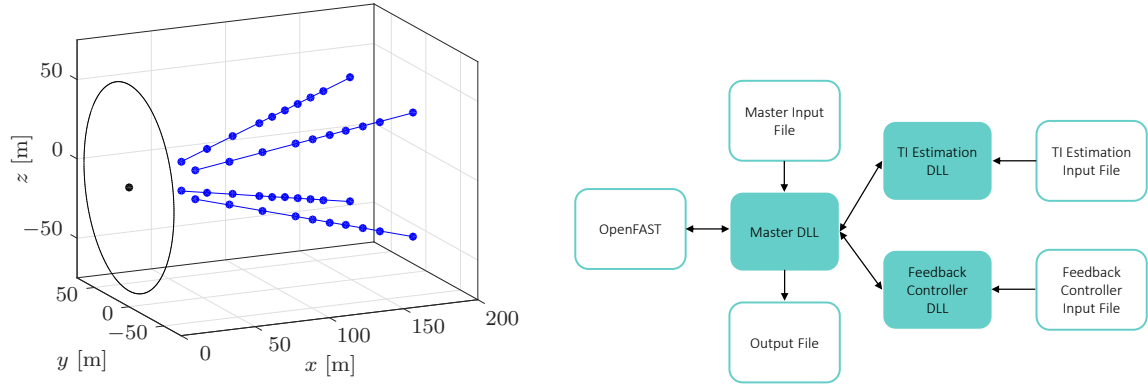 50
0
−50
z [m]
50
0
−50
y [m]
0
50
100
150
200
x [m]
Master Input
File
TI Estimation
DLL
TI Estimation
Input File
OpenFAST
Master DLL
Feedback
Controller
DLL
Feedback
Controller
Input File
Output File